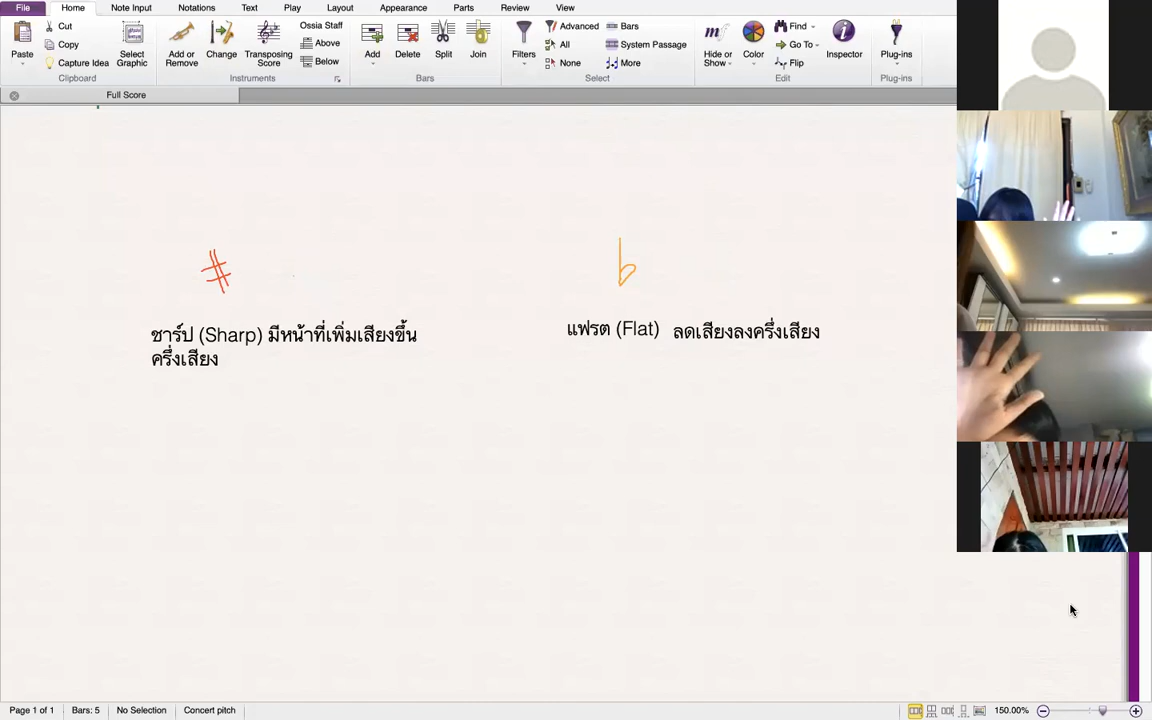 File Home Note Input Notations Text Play Layout Appearance Parts Review View
Paste
Cut
Copy
Capture Idea
Select Graphic
Clipboard
Add or Remove
Change
Transposing Score
Ossia Staff
Above
Below
Instruments
Add
Delete
Split
Join
Bars
Filters
Advanced
All
None
Bars
System Passage
More
Select
Hide or Show
Color
Find
Go To
Flip
Inspector
Edit
Plug-ins
Plug-ins
Full Score
#
ชาร์ป (Sharp) มีหน้าที่เพิ่มเสียงขึ้น
ครึ่งเสียง
b
แฟรต (Flat) ลดเสียงลงครึ่งเสียง
Page 1 of 1 Bars: 5 No Selection Concert pitch 150.00%